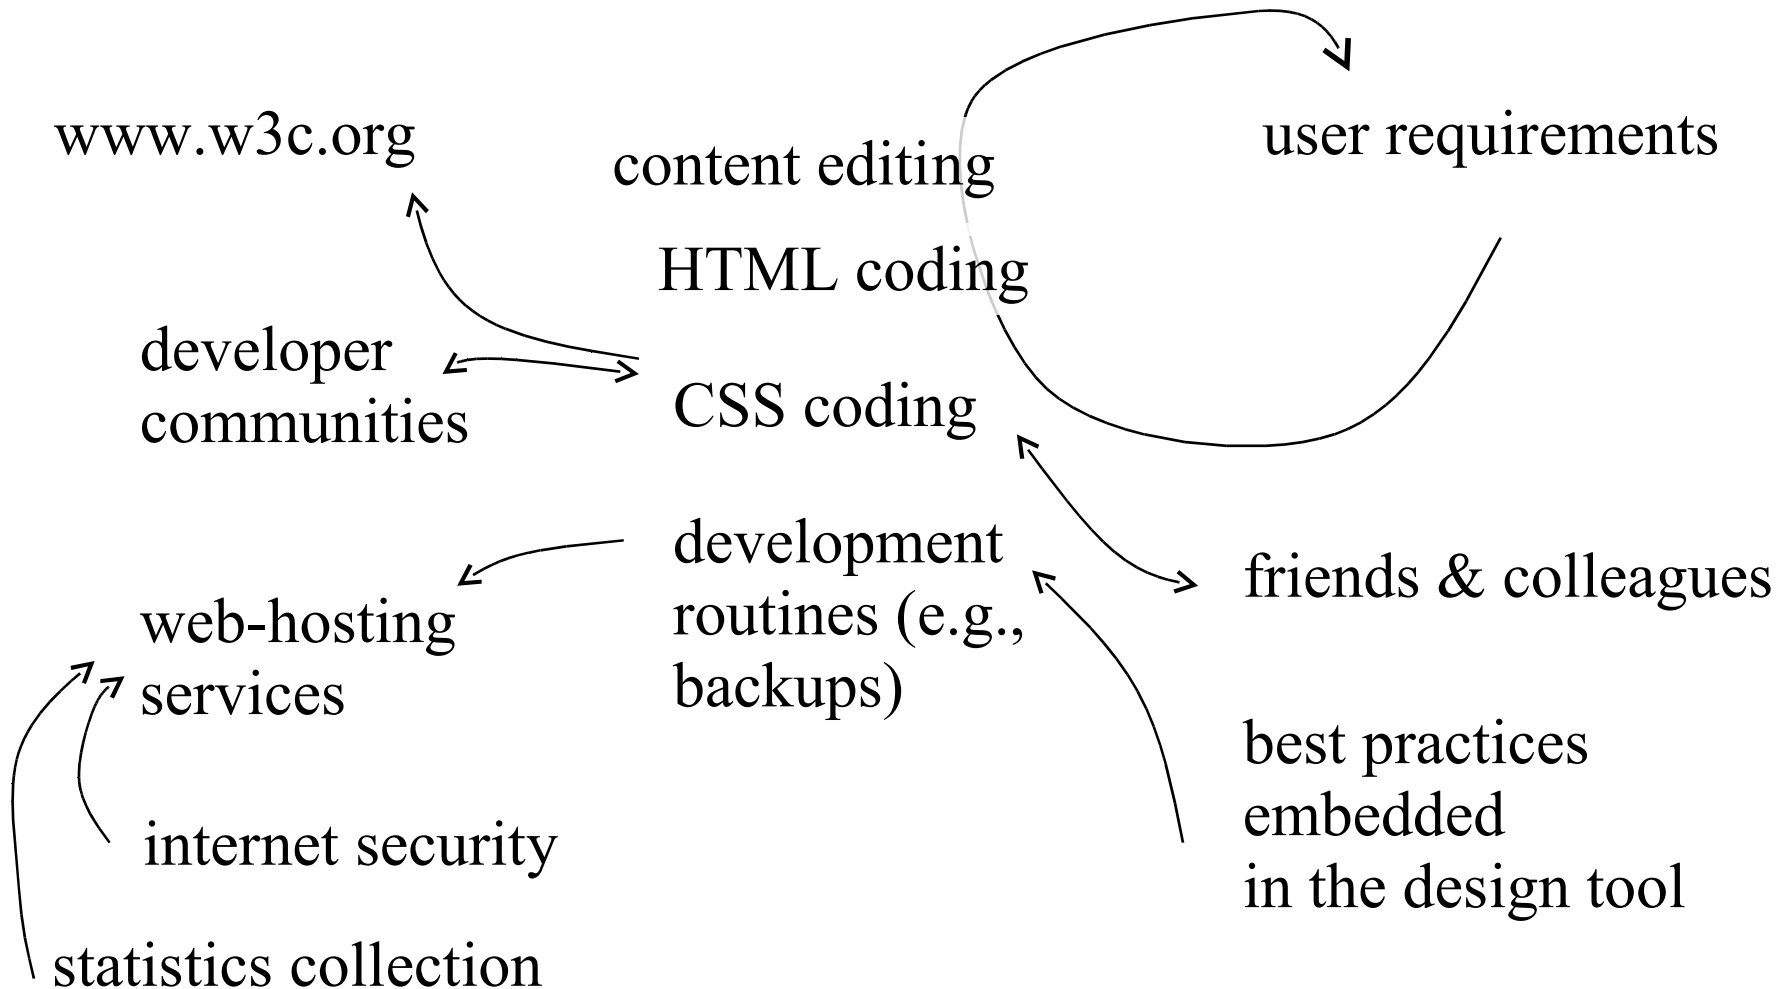 www.w3c.org
content editing
user requirements
HTML coding
developer
communities
CSS coding
development
routines (e.g.,
backups)
friends & colleagues
web-hosting
services
best practices
embedded
in the design tool
internet security
statistics collection